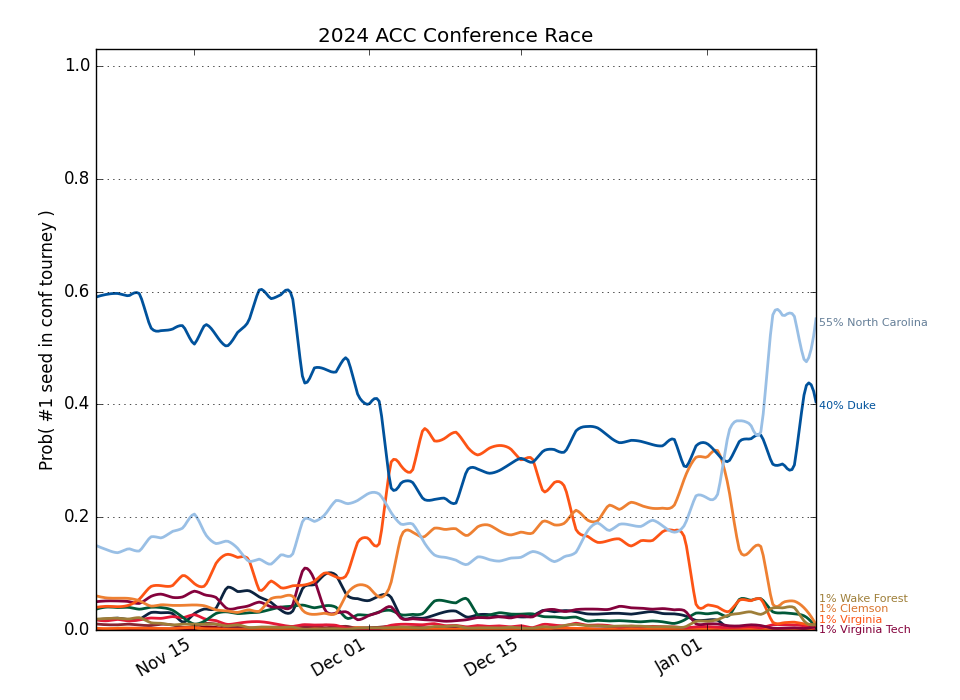 2024 ACC Conference Race
Prob( #1 seed in conf tourney )
1.0
0.8
0.6
0.4
0.2
0.0
Nov 15
Dec 01
Dec 15
Jan 01
55% North Carolina
40% Duke
1% Wake Forest
1% Clemson
1% Virginia
1% Virginia Tech